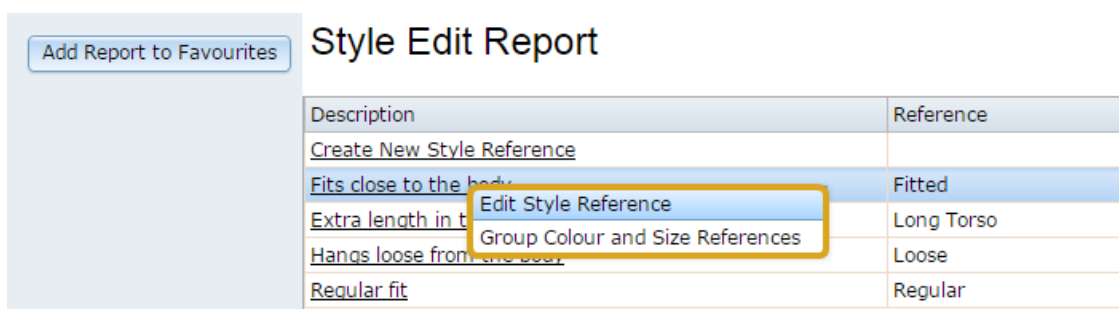 Add Report to Favourites
Style Edit Report
Description Reference
Create New Style Reference
Fits close to the body Fitted
Edit Style Reference
Extra length in t Long Torso
Group Colour and Size References
Hangs loose from the body Loose
Regular fit Regular